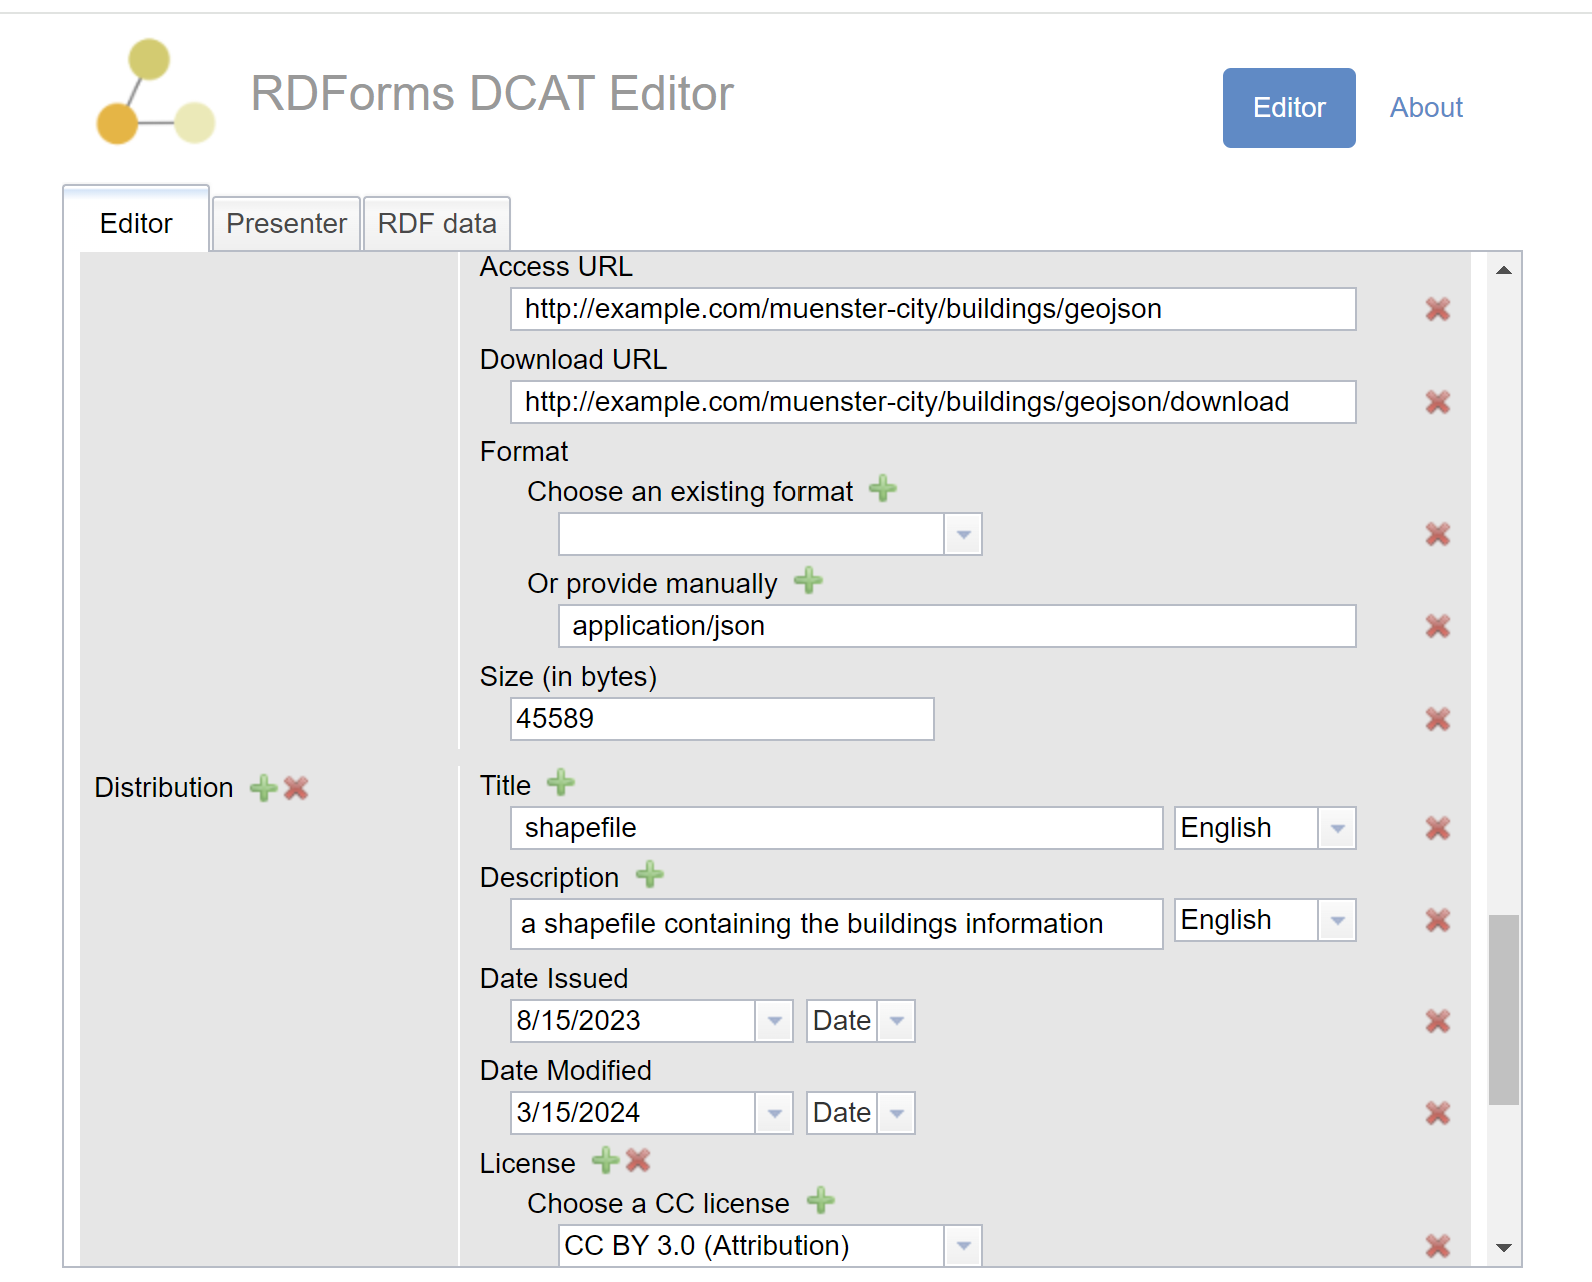 RDForms DCAT Editor
Editor
About
Editor
Presenter
RDF data
Access URL
http://example.com/muenster-city/buildings/geojson
Download URL
http://example.com/muenster-city/buildings/geojson/download
Format
Choose an existing format
Or provide manually
application/json
Size (in bytes)
45589
Distribution
Title
shapefile
English
Description
a shapefile containing the buildings information
English
Date Issued
8/15/2023
Date
Date Modified
3/15/2024
Date
License
Choose a CC license
CC BY 3.0 (Attribution)